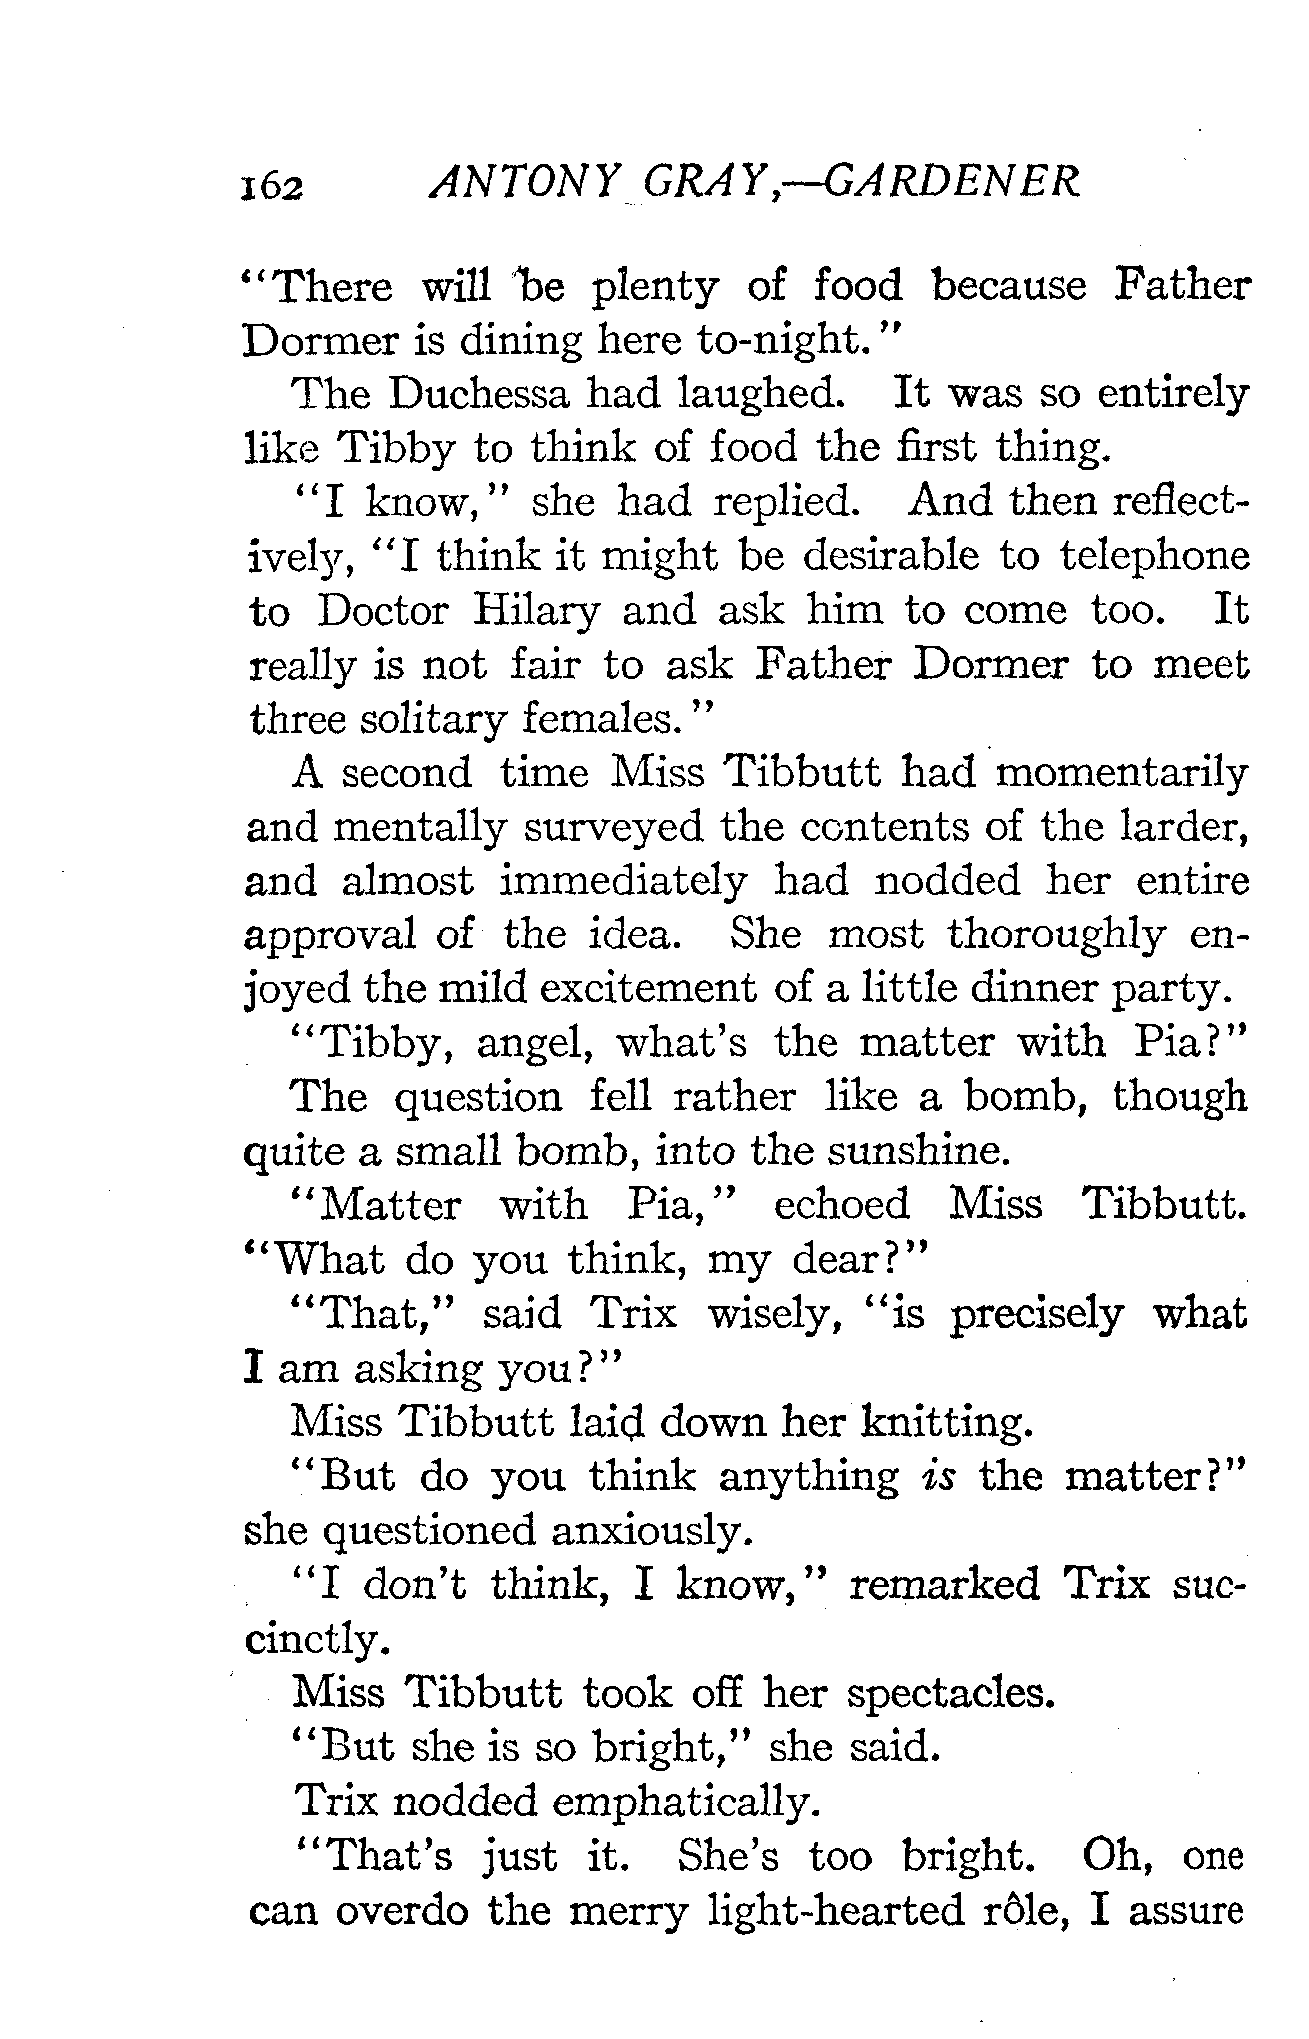 162 ANTONY GRAY,—GARDENER
"There will be plenty of food because Father
Dormer is dining here to-night."
The Duchessa had laughed. It was so entirely
like Tibby to think of food the first thing.
"I know," she had replied. And then reflect-
ively, "I think it might be desirable to telephone
to Doctor Hilary and ask him to come too. It
really is not fair to ask Father Dormer to meet
three solitary females."
A second time Miss Tibbutt had momentarily
and mentally surveyed the contents of the larder,
and almost immediately had nodded her entire
approval of the idea. She most thoroughly en-
joyed the mild excitement of a little dinner party.
"Tibby, angel, what's the matter with Pia?"
The question fell rather like a bomb, though
quite a small bomb, into the sunshine.
"Matter with Pia," echoed Miss Tibbutt.
"What do you think, my dear?"
"That," said Trix wisely, "is precisely what
I am asking you?"
Miss Tibbutt laid down her knitting.
"But do you think anything is the matter?"
she questioned anxiously.
"I don't think, I know," remarked Trix suc-
cinctly.
Miss Tibbutt took off her spectacles.
"But she is so bright," she said.
Trix nodded emphatically.
"That's just it. She's too bright. Oh, one
can overdo the merry light-hearted rôle, I assure